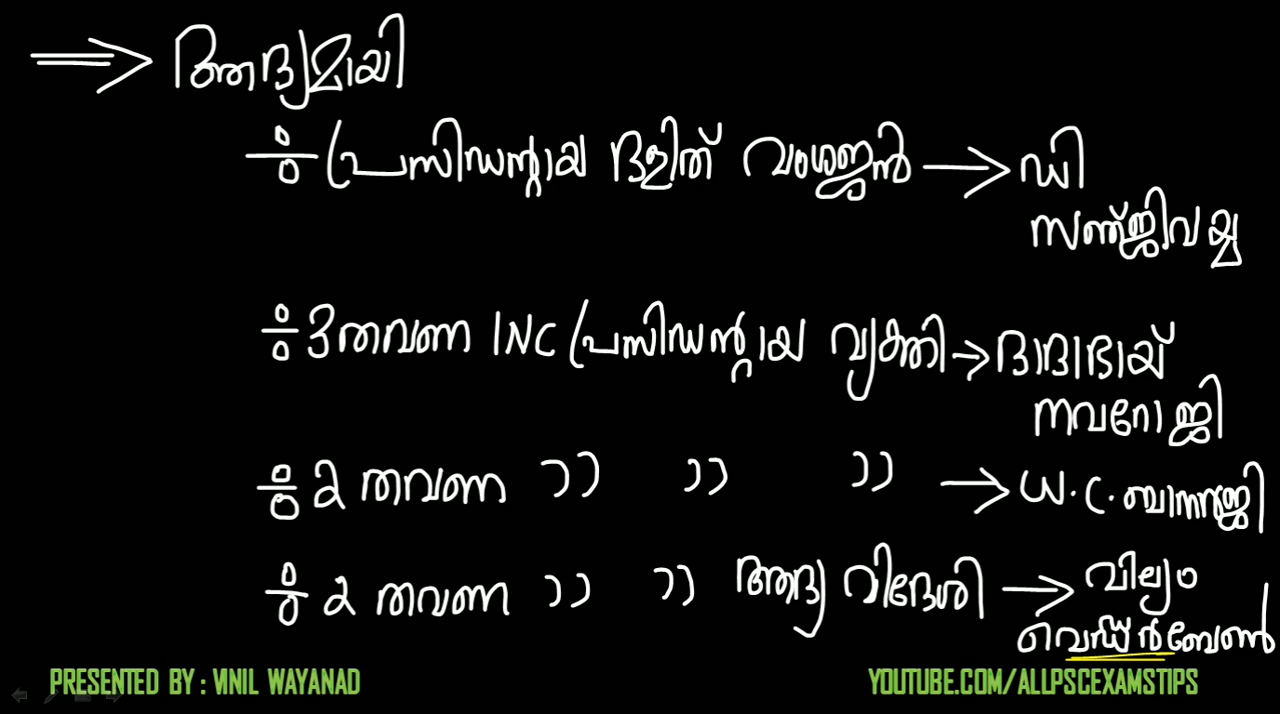 ⇒ ആദ്യമായി
÷ പ്രസിഡന്റായ ദളിത് വംശജൻ → ഡി
സഞ്ജിവയ്യ
÷ 3 തവണ INC പ്രസിഡന്റായ വ്യക്തി → ദാദാഭായ്
നവറോജി
÷ 2 തവണ )) )) )) → W.C. ബാനർജി
÷ 2 തവണ )) )) ആദ്യ വിദേശി → വില്യം
വെഡ്ഡർബേൺ
PRESENTED BY : VINIL WAYANAD
YOUTUBE.COM/ALLPSCEXAMSTIPS